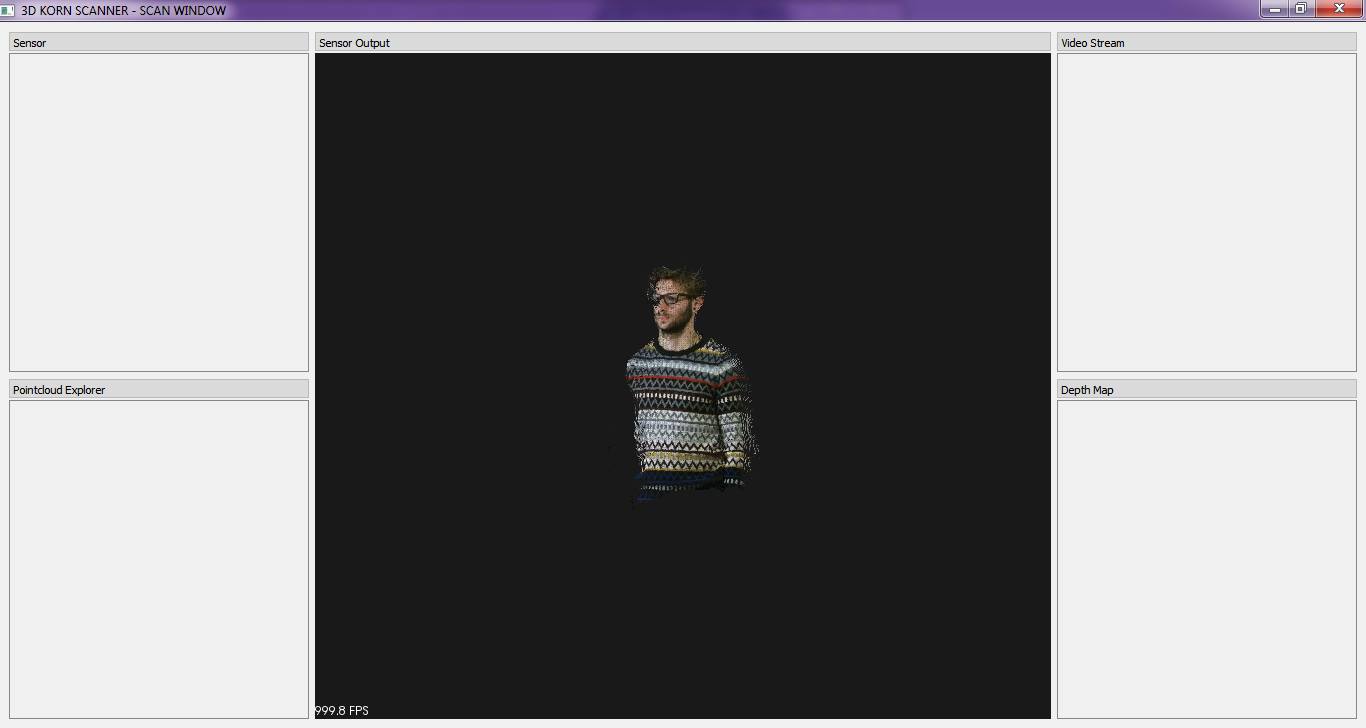 3D KORN SCANNER - SCAN WINDOW
Sensor
Sensor Output
Video Stream
Pointcloud Explorer
Depth Map
999.8 FPS